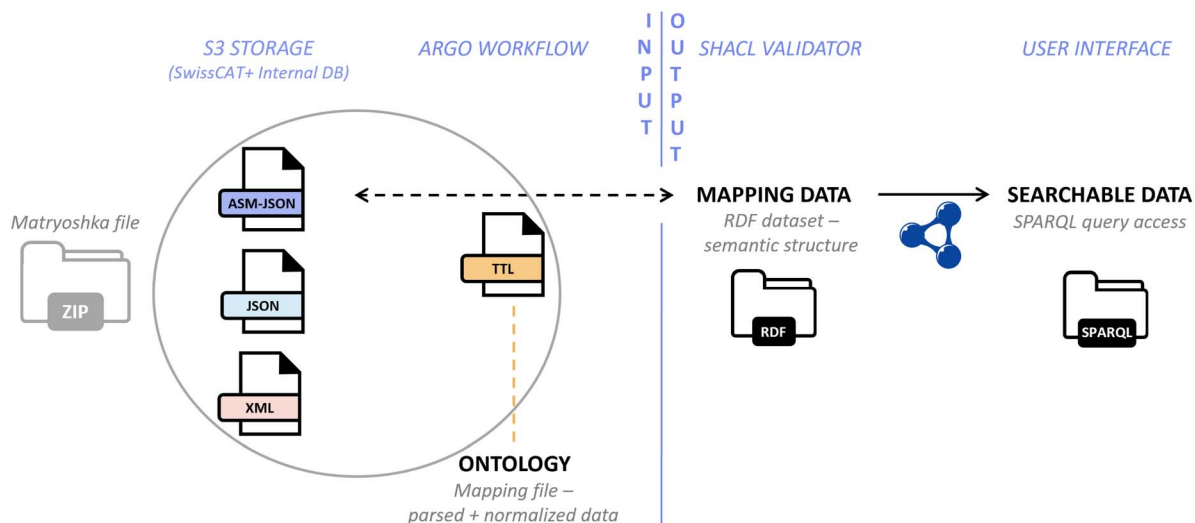 S3 STORAGE
(SwissCAT+ Internal DB)
ARGO WORKFLOW
INPUT
OUTPUT
SHACL VALIDATOR
USER INTERFACE
Matryoshka file
ZIP
ASM-JSON
JSON
XML
TTL
ONTOLOGY
Mapping file –
parsed + normalized data
MAPPING DATA
RDF dataset –
semantic structure
RDF
SEARCHABLE DATA
SPARQL query access
SPARQL